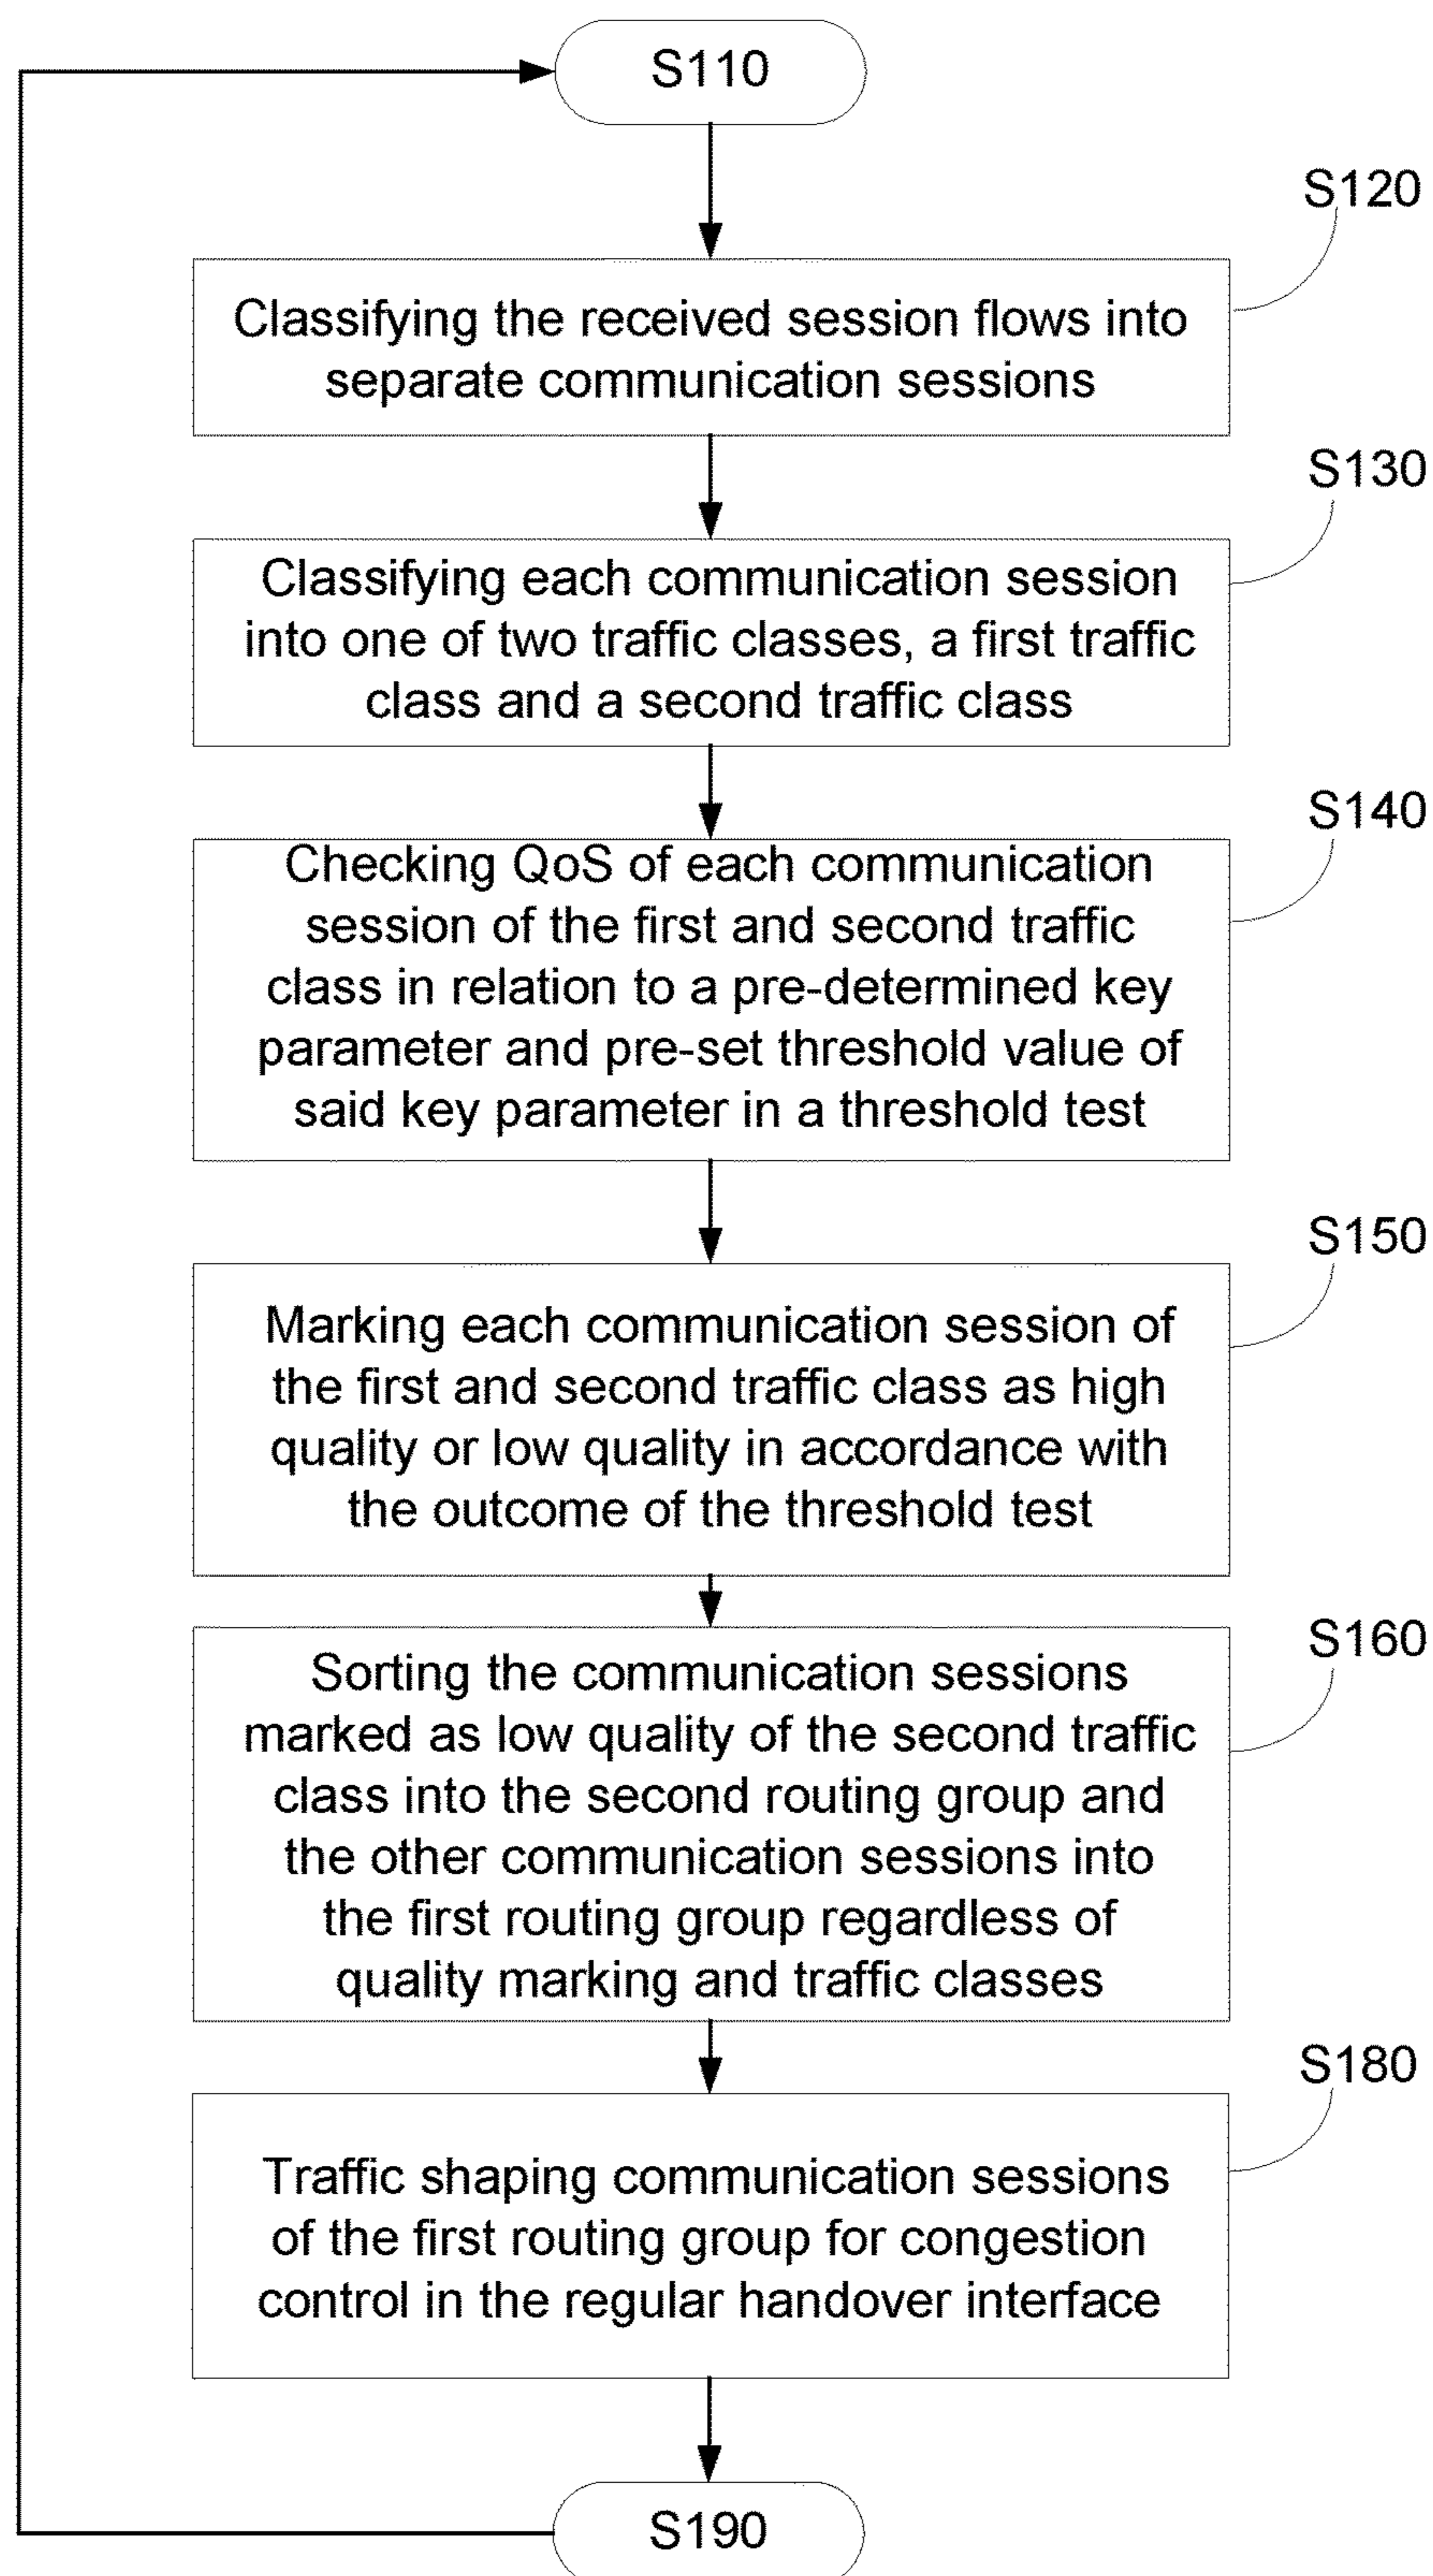 S110
S120
Classifying the received session flows into
separate communication sessions
S130
Classifying each communication session
into one of two traffic classes, a first traffic
class and a second traffic class
S140
Checking QoS of each communication
session of the first and second traffic
class in relation to a pre-determined key
parameter and pre-set threshold value of
said key parameter in a threshold test
S150
Marking each communication session of
the first and second traffic class as high
quality or low quality in accordance with
the outcome of the threshold test
S160
Sorting the communication sessions
marked as low quality of the second traffic
class into the second routing group and
the other communication sessions into
the first routing group regardless of
quality marking and traffic classes
S180
Traffic shaping communication sessions
of the first routing group for congestion
control in the regular handover interface
S190